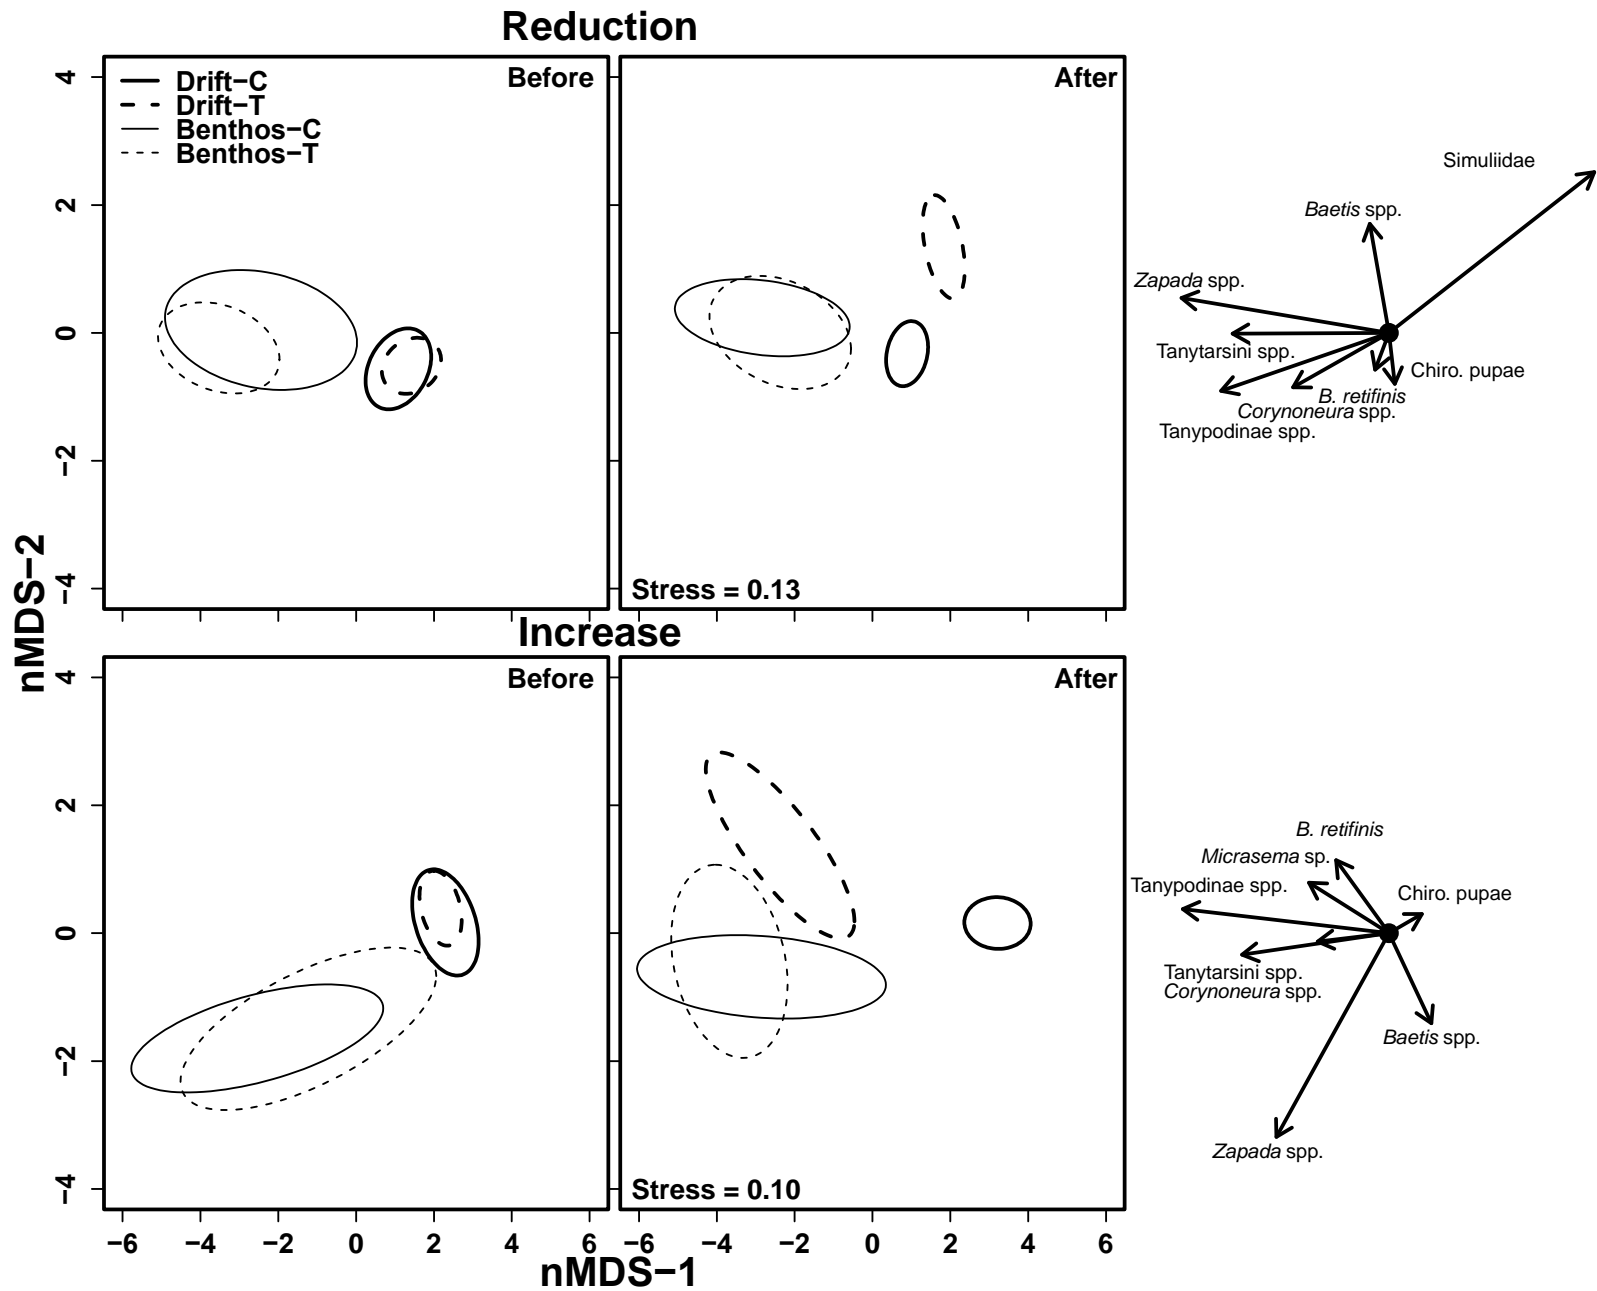 Reduction
Before
After
Drift−C
Drift−T
Benthos−C
Benthos−T
4
2
0
−2
−4
Stress = 0.13
Simuliidae
Baetis spp.
Zapada spp.
Tanytarsini spp.
Chiro. pupae
B. retifinis
Corynoneura spp.
Tanypodinae spp.
nMDS−2
Increase
Before
After
4
2
0
−2
−4
Stress = 0.10
B. retifinis
Micrasema sp.
Tanypodinae spp.
Chiro. pupae
Tanytarsini spp.
Corynoneura spp.
Baetis spp.
Zapada spp.
−6 −4 −2 0 2 4 6
−6 −4 −2 0 2 4 6
nMDS−1